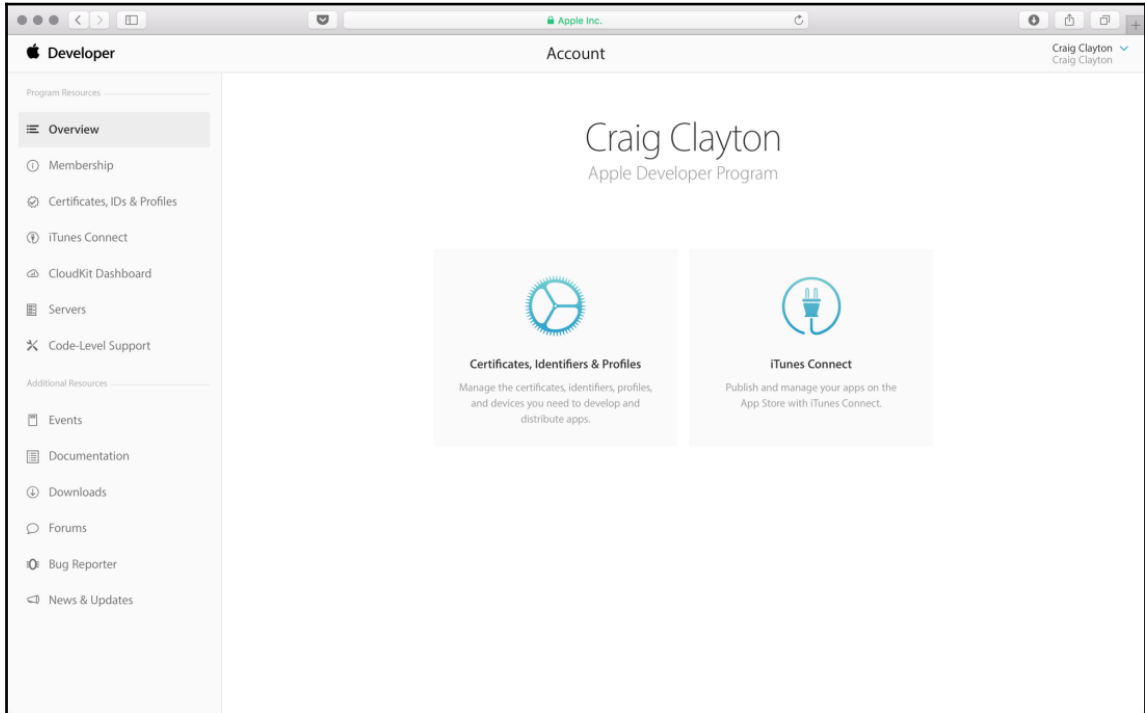 Apple Inc.
Developer
Account
Craig Clayton
Craig Clayton
Program Resources
Overview
Membership
Certificates, IDs & Profiles
iTunes Connect
CloudKit Dashboard
Servers
Code-Level Support
Additional Resources
Events
Documentation
Downloads
Forums
Bug Reporter
News & Updates
Craig Clayton
Apple Developer Program
Certificates, Identifiers & Profiles
Manage the certificates, identifiers, profiles,
and devices you need to develop and
distribute apps.
iTunes Connect
Publish and manage your apps on the
App Store with iTunes Connect.